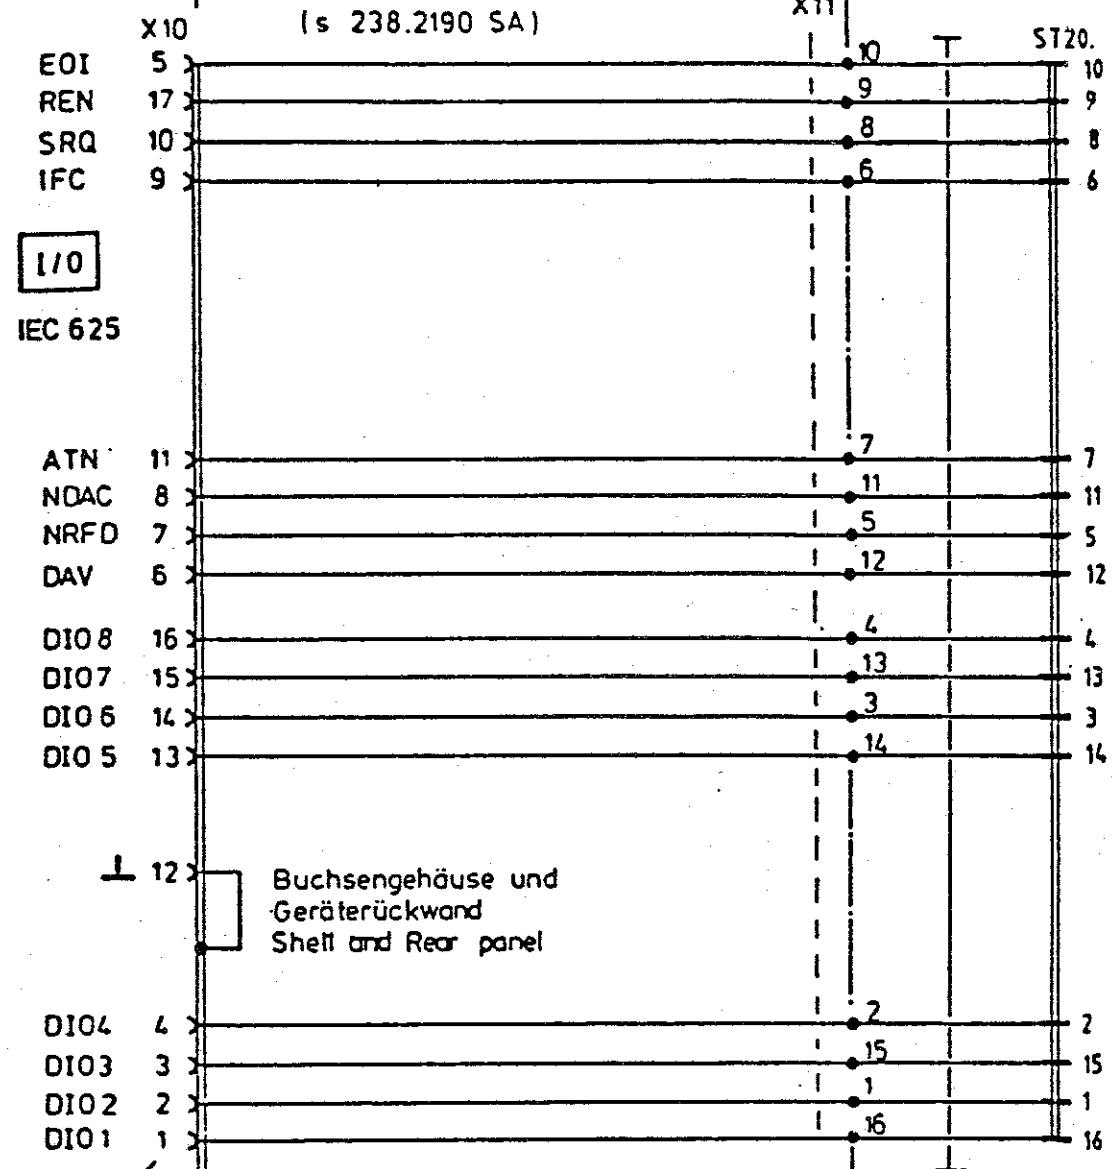 (s 238.2190 SA)
X10 X11 ST20.
EOI 5 10 10
REN 17 9 9
SRQ 10 8 8
IFC 9 6 6
I/O
IEC 625
ATN 11 7 7
NDAC 8 11 11
NRFD 7 5 5
DAV 6 12 12
DIO 8 16 4 4
DIO 7 15 13 13
DIO 6 14 3 3
DIO 5 13 14 14
12 Buchsengehäuse und
Geräterückwand
Shell and Rear panel
DIO4 4 2 2
DIO3 3 15 15
DIO 2 2 1 1
DIO 1 1 16 16